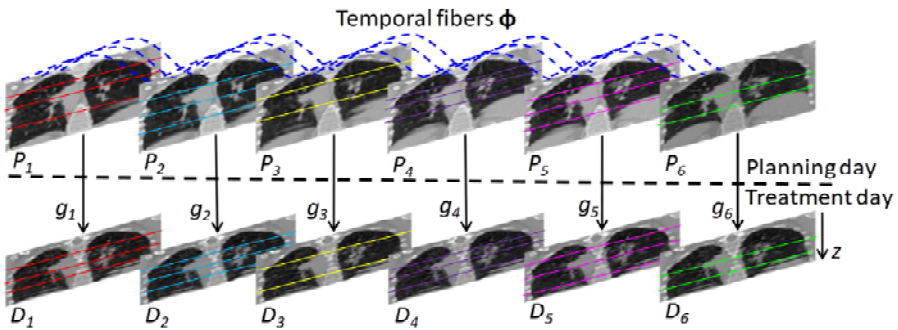 Temporal fibers ϕ
P1 P2 P3 P4 P5 P6
Planning day
Treatment day
g1 g2 g3 g4 g5 g6
z
D1 D2 D3 D4 D5 D6